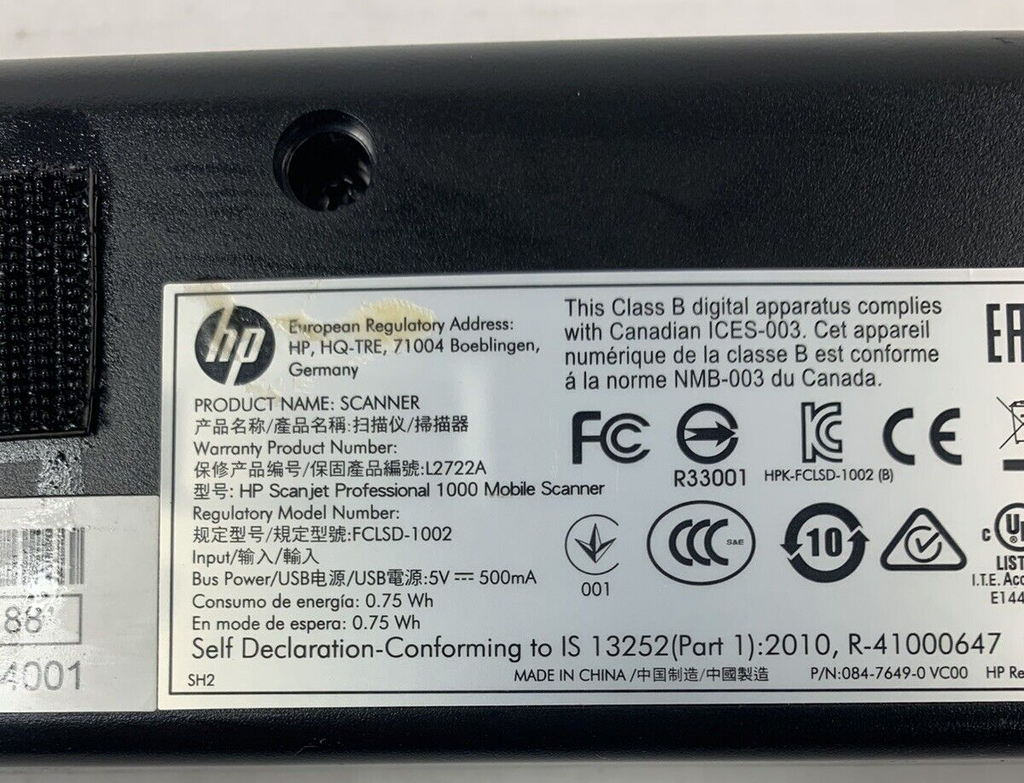 hp
European Regulatory Address:
HP, HQ-TRE, 71004 Boeblingen,
Germany
PRODUCT NAME: SCANNER
产品名称/產品名稱:扫描仪/掃描器
Warranty Product Number:
保修产品编号/保固產品編號:L2722A
型号: HP Scanjet Professional 1000 Mobile Scanner
Regulatory Model Number:
规定型号/規定型號:FCLSD-1002
Input/输入/輸入
Bus Power/USB电源/USB電源:5V ⎓ 500mA
Consumo de energía: 0.75 Wh
En modo de espera: 0.75 Wh
This Class B digital apparatus complies
with Canadian ICES-003. Cet appareil
numérique de la classe B est conforme
á la norme NMB-003 du Canada.
FC
R33001
KC
HPK-FCLSD-1002 (B)
CE
001
CCC S&E
10
c UL
LIST
I.T.E. Acc
E144
Self Declaration-Conforming to IS 13252(Part 1):2010, R-41000647
SH2
MADE IN CHINA /中国制造/中國製造
P/N:084-7649-0 VC00
HP Re
88
4001